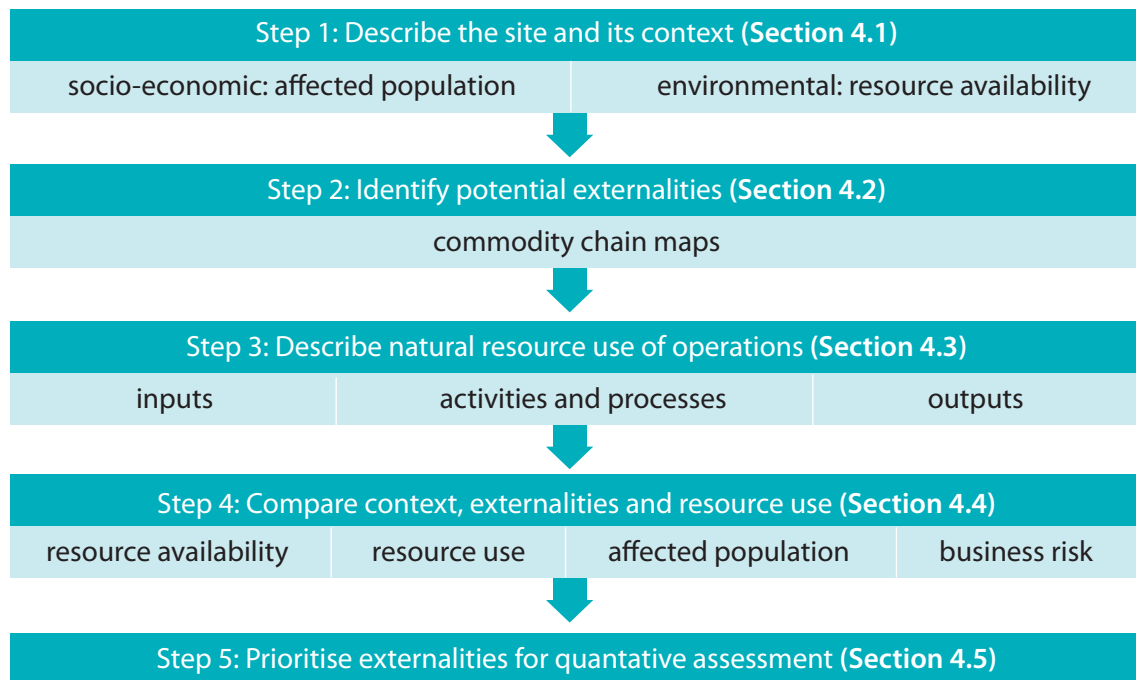 Step 1: Describe the site and its context (Section 4.1)
socio-economic: affected population environmental: resource availability
Step 2: Identify potential externalities (Section 4.2)
commodity chain maps
Step 3: Describe natural resource use of operations (Section 4.3)
inputs activities and processes outputs
Step 4: Compare context, externalities and resource use (Section 4.4)
resource availability resource use affected population business risk
Step 5: Prioritise externalities for quantative assessment (Section 4.5)